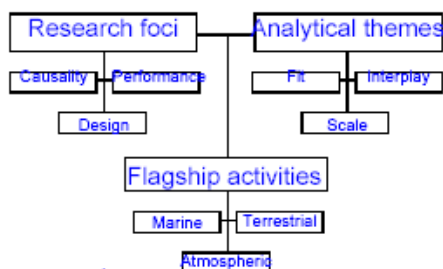 Research foci
Analytical themes
Causality
Performance
Fit
Interplay
Design
Scale
Flagship activities
Marine
Terrestrial
Atmospheric